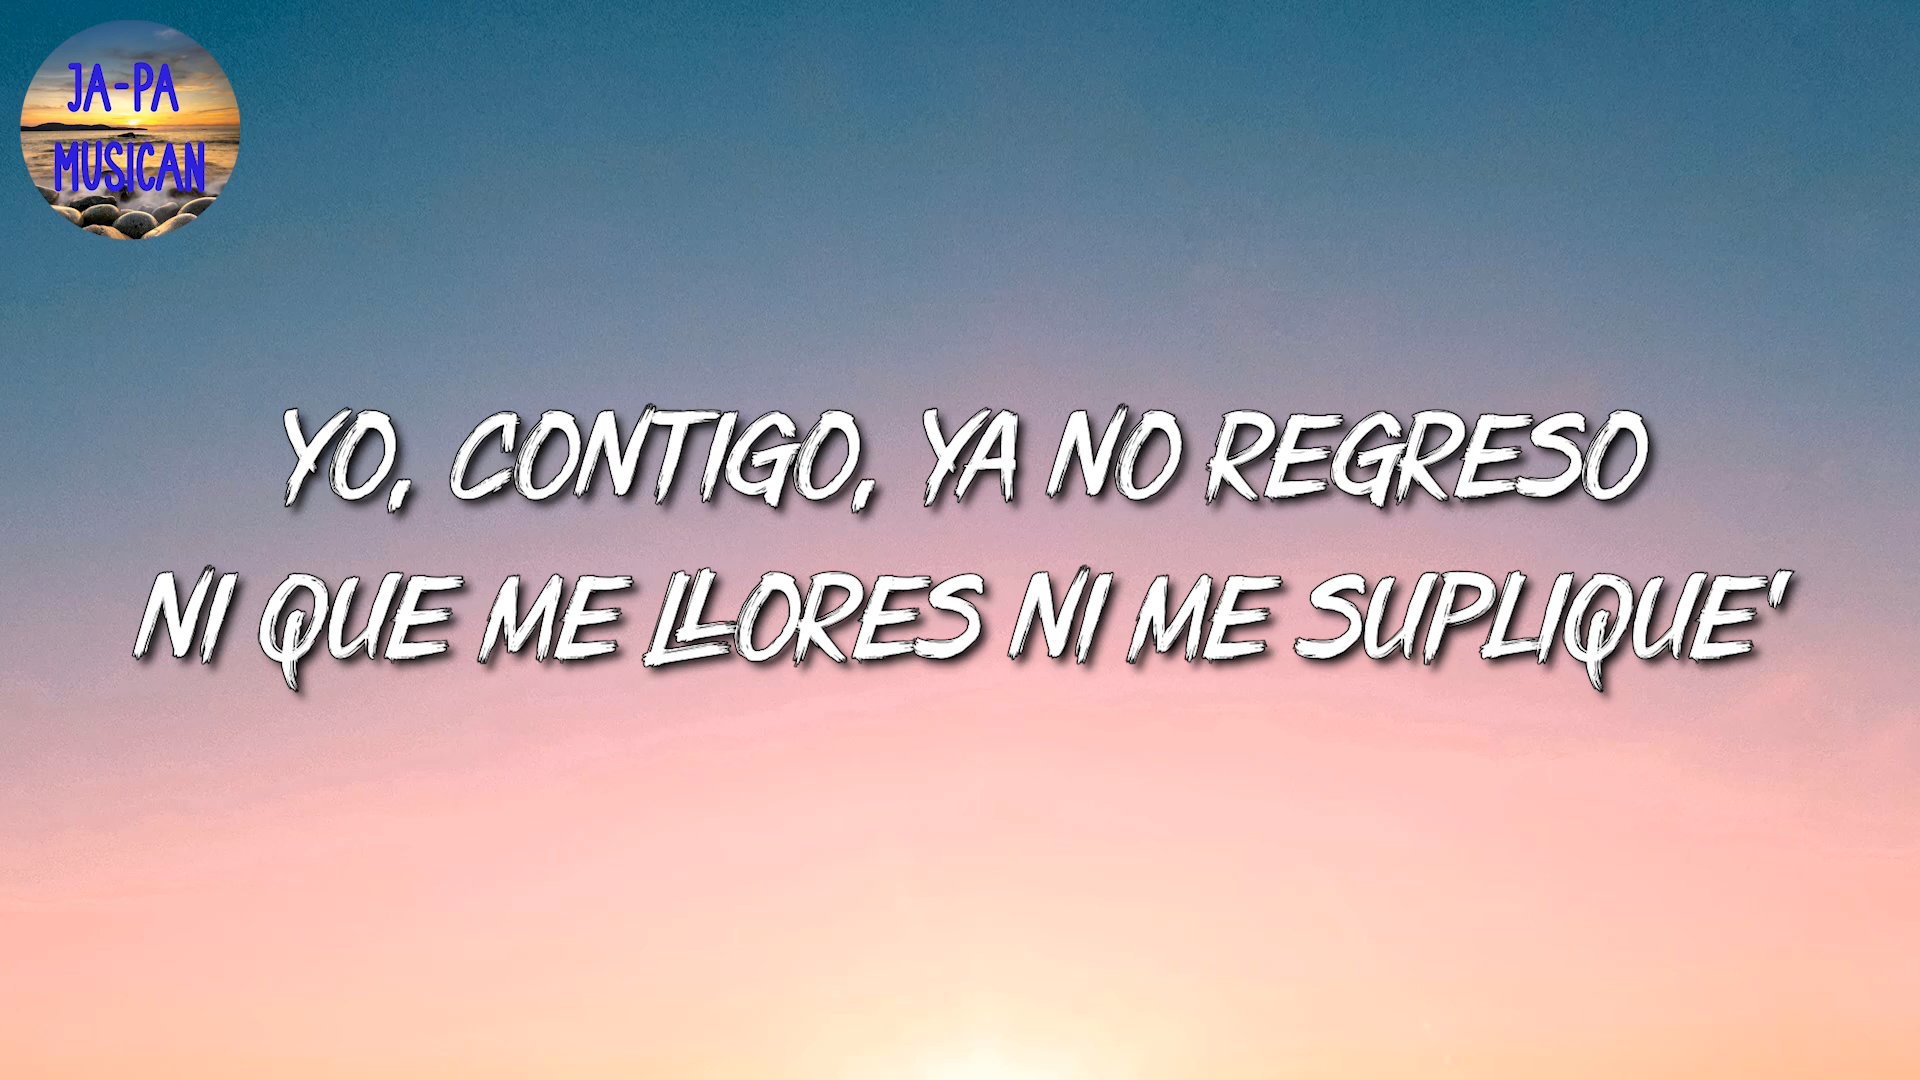 JA-PA
MUSICAN
YO, CONTIGO, YA NO REGRESO
NI QUE ME LLORES NI ME SUPLIQUE'